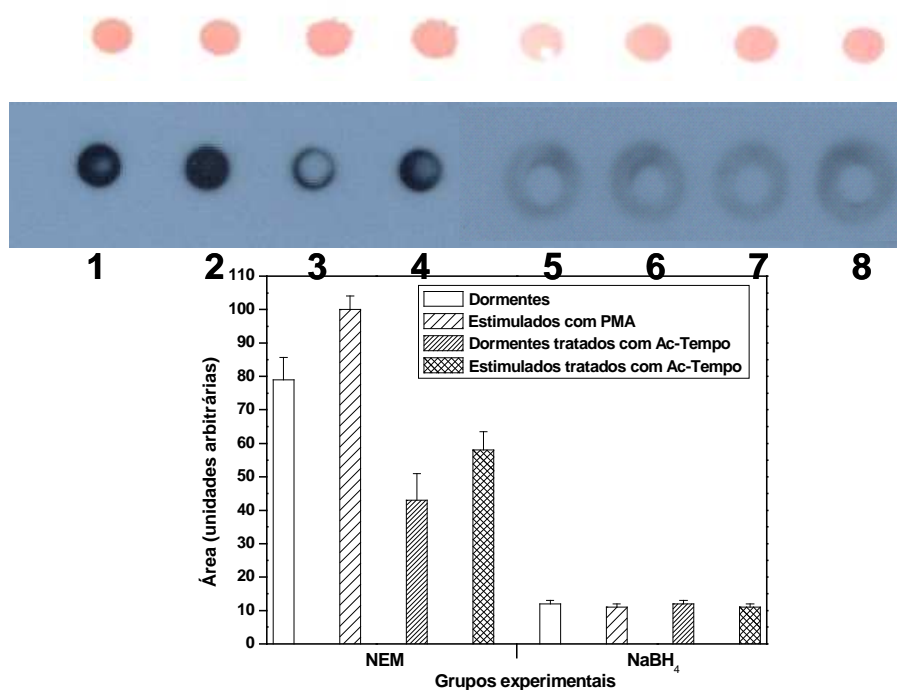 1 2 3 4 5 6 7 8
110
100
90
80
70
60
50
40
30
20
10
0
Área (unidades arbitrárias)
Dormentes
Estimulados com PMA
Dormentes tratados com Ac-Tempo
Estimulados tratados com Ac-Tempo
NEM NaBH₄
Grupos experimentais